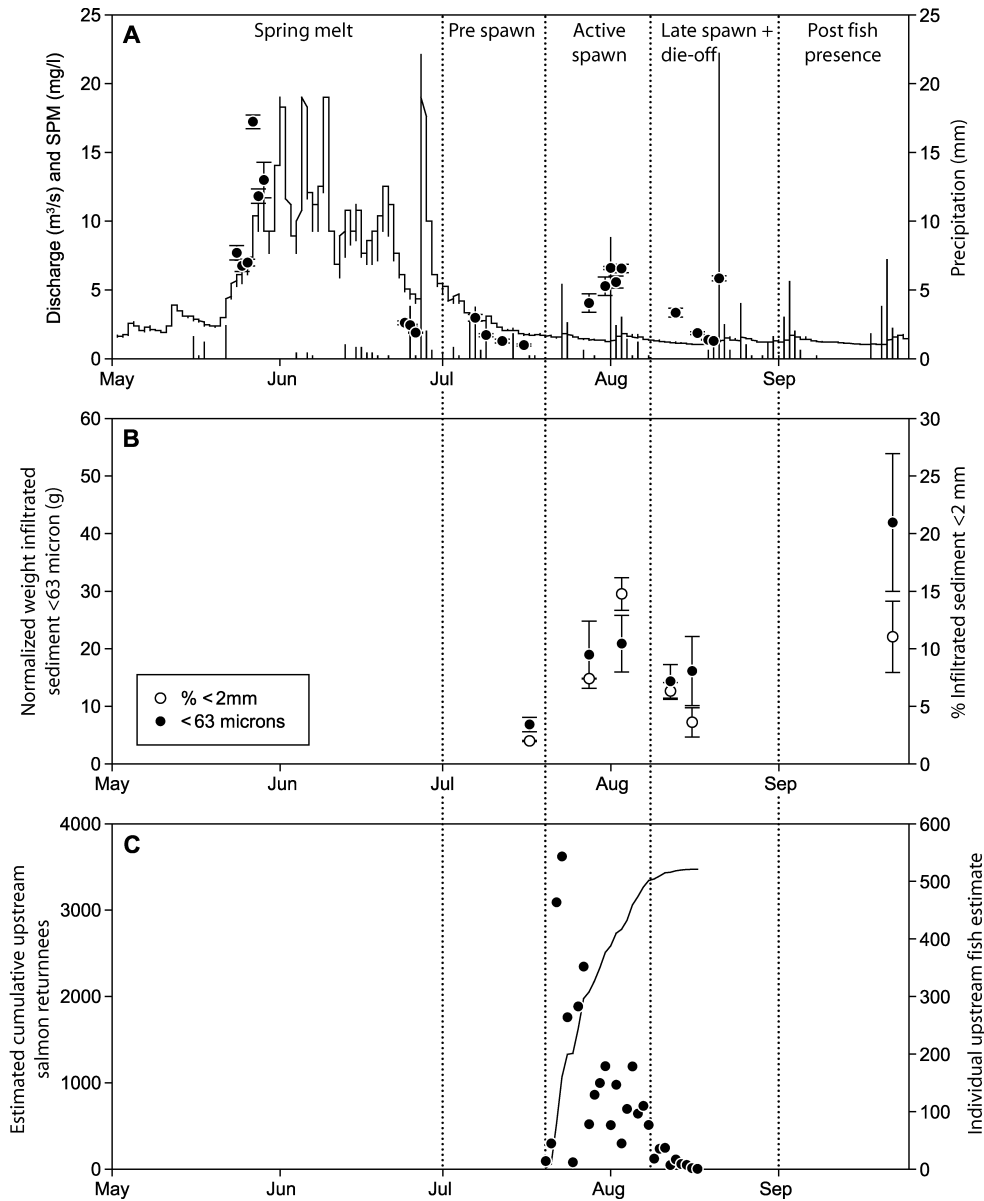 A
Spring melt
Pre spawn
Active
spawn
Late spawn +
die-off
Post fish
presence
Discharge (m³/s) and SPM (mg/l)
Precipitation (mm)
25
20
15
10
5
0
25
20
15
10
5
0
May
Jun
Jul
Aug
Sep
B
Normalized weight infiltrated
sediment <63 micron (g)
% Infiltrated sediment <2 mm
60
50
40
30
20
10
0
30
25
20
15
10
5
0
% <2mm
<63 microns
May
Jun
Jul
Aug
Sep
C
Estimated cumulative upstream
salmon returnnees
Individual upstream fish estimate
4000
3000
2000
1000
0
600
500
400
300
200
100
0
May
Jun
Jul
Aug
Sep